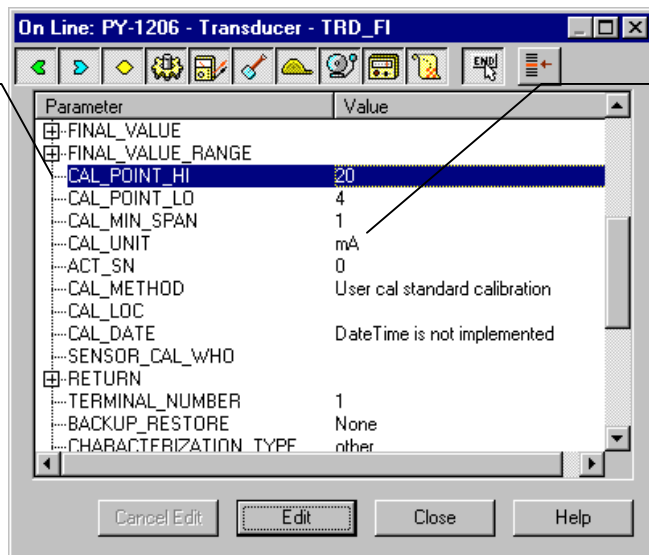 On Line: PY-1206 - Transducer - TRD_FI
END
Parameter Value
FINAL_VALUE
FINAL_VALUE_RANGE
CAL_POINT_HI 20
CAL_POINT_LO 4
CAL_MIN_SPAN 1
CAL_UNIT mA
ACT_SN 0
CAL_METHOD User cal standard calibration
CAL_LOC
CAL_DATE DateTime is not implemented
SENSOR_CAL_WHO
RETURN
TERMINAL_NUMBER 1
BACKUP_RESTORE None
CHARACTERIZATION_TYPE other
Cancel Edit Edit Close Help